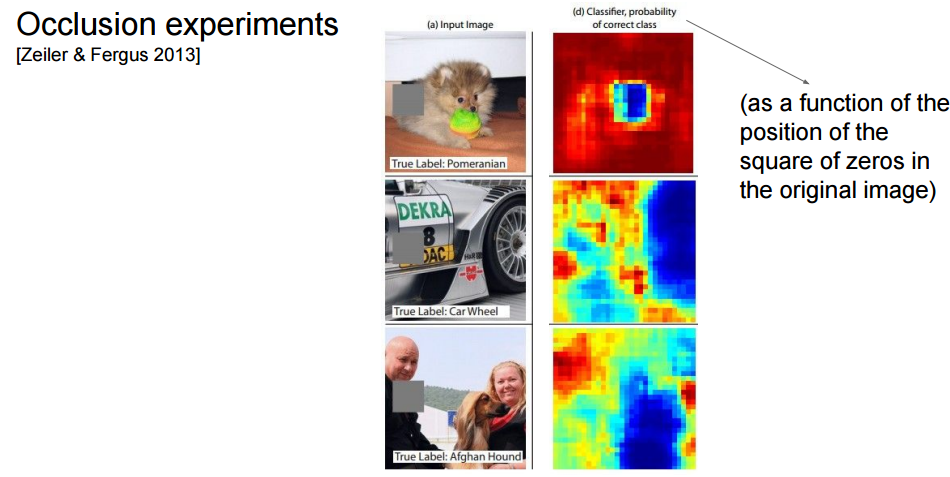 Occlusion experiments
[Zeiler & Fergus 2013]
(a) Input Image
(d) Classifier, probability
of correct class
(as a function of the
position of the
square of zeros in
the original image)
True Label: Pomeranian
DEKRA
8
DAC
True Label: Car Wheel
True Label: Afghan Hound